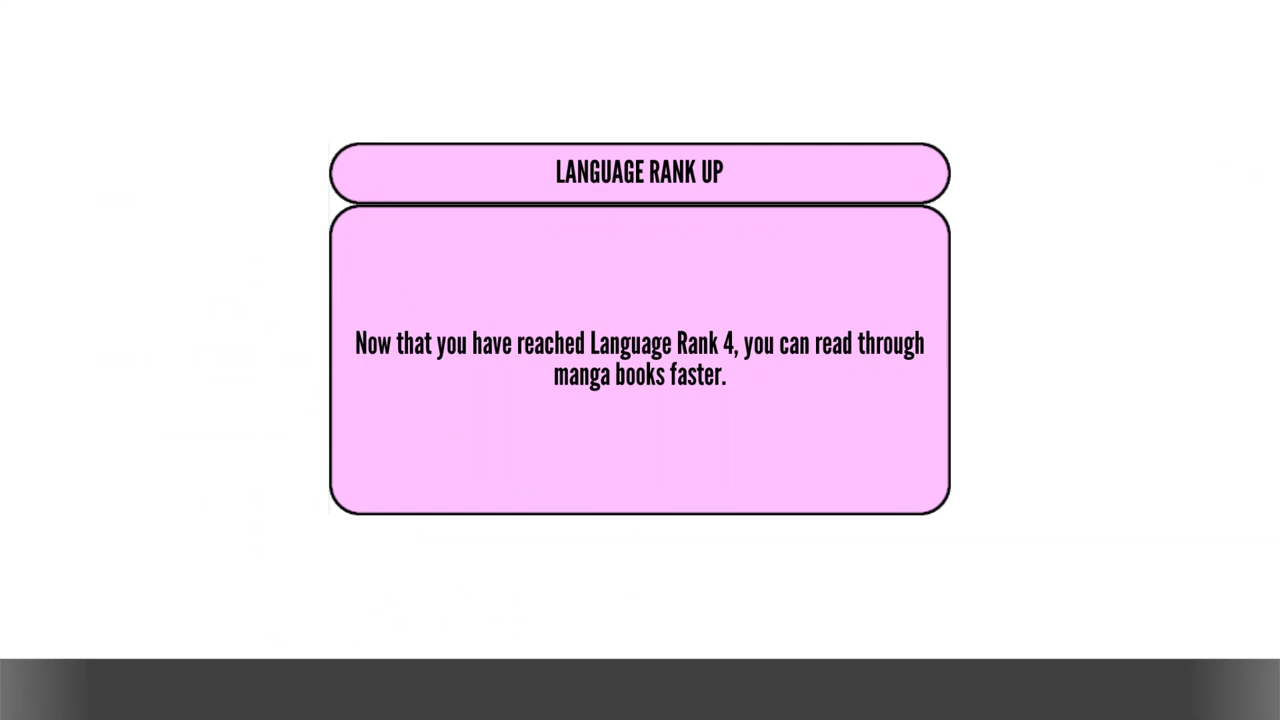 LANGUAGE RANK UP
Now that you have reached Language Rank 4, you can read through
manga books faster.